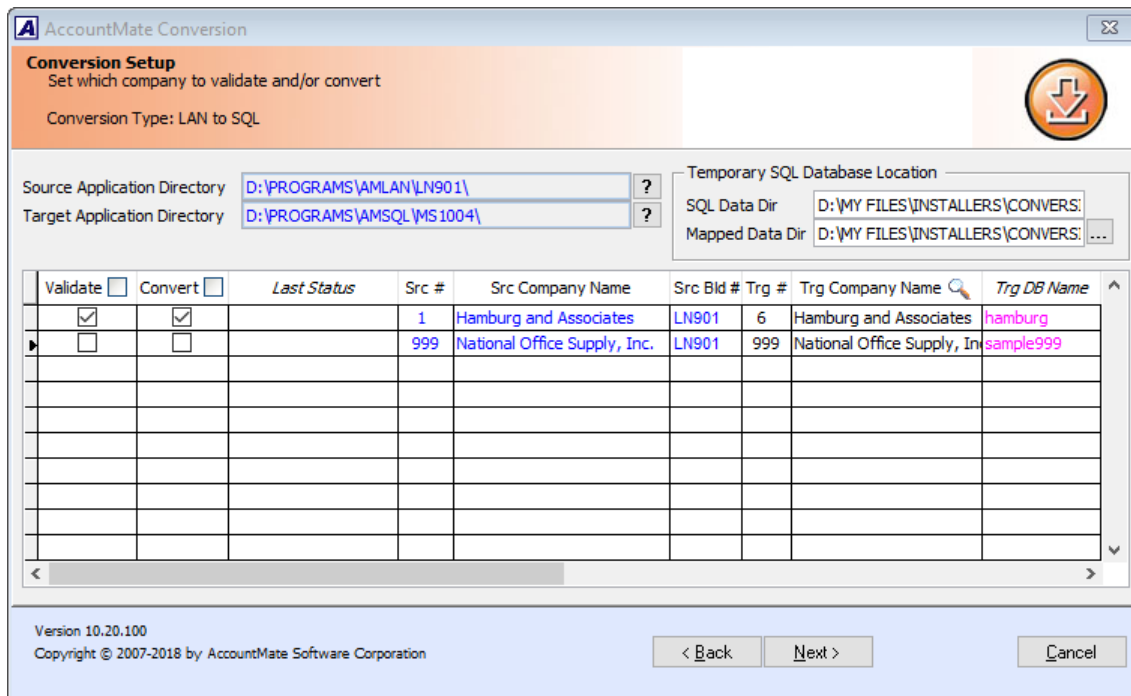 AccountMate Conversion
Conversion Setup
Set which company to validate and/or convert
Conversion Type: LAN to SQL
Source Application Directory D:\PROGRAMS\AMLAN\LN901\ ?
Target Application Directory D:\PROGRAMS\AMSQL\MS1004\ ?
Temporary SQL Database Location
SQL Data Dir D:\MY FILES\INSTALLERS\CONVERS
Mapped Data Dir D:\MY FILES\INSTALLERS\CONVERS ...
Validate Convert Last Status Src # Src Company Name Src Bld # Trg # Trg Company Name Trg DB Name
1 Hamburg and Associates LN901 6 Hamburg and Associates hamburg
999 National Office Supply, Inc. LN901 999 National Office Supply, In sample999
Version 10.20.100
Copyright © 2007-2018 by AccountMate Software Corporation
< Back Next > Cancel